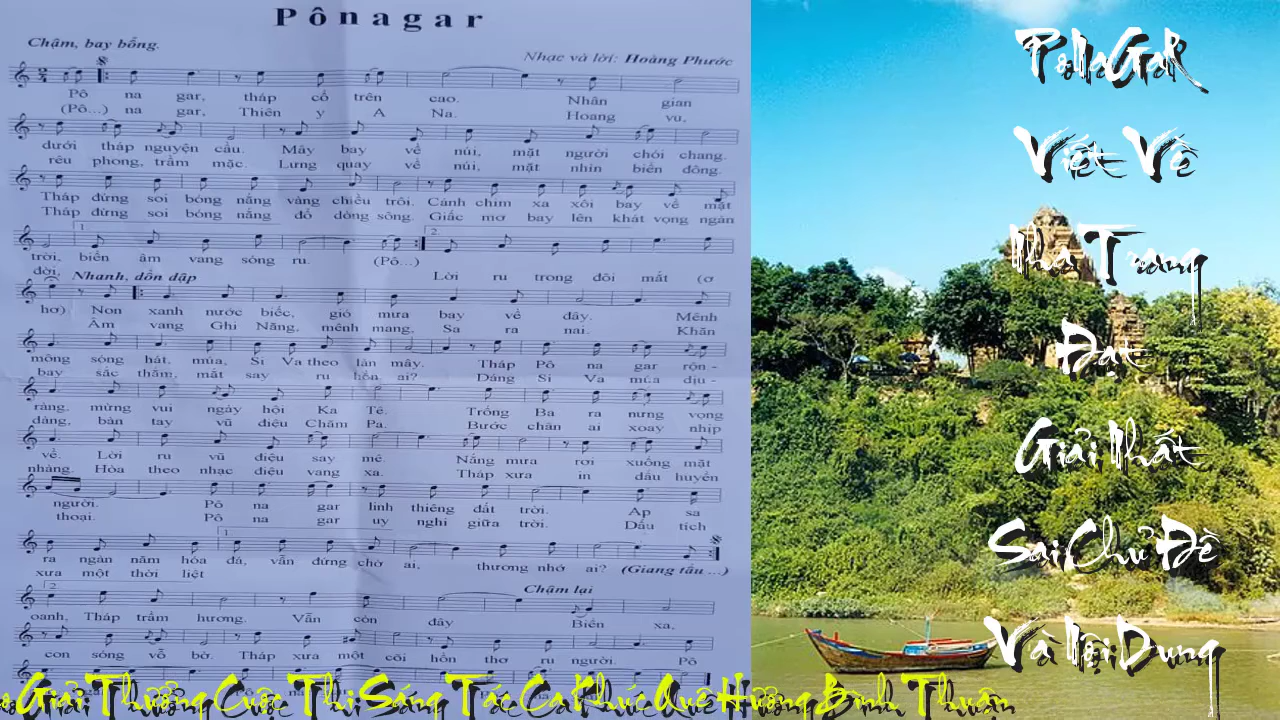 Pônagar
Chậm, bay bổng.
Nhạc và lời: Hoàng Phước
Pô na gar, tháp cổ trên cao. Nhân gian
(Pô...) na gar, Thiên y A Na. Hoang vu,
dưới tháp nguyện cầu. Mây bay về núi, mặt người chói chang.
rêu phong, trầm mặc. Lưng quay về núi, mặt nhìn biển đông.
Tháp đứng soi bóng nắng vàng chiều trôi. Cánh chim xa xôi bay về mặt
Tháp đứng soi bóng nắng đổ dòng sông. Giấc mơ bay lên khát vọng ngàn
1
2
trời, biển âm vang sóng ru. (Pô...)
đời. Lời ru trong đôi mắt (ơ
Nhanh, dồn dập
hơ). Non xanh nước biếc, gió mưa bay về đây. Mênh
Âm vang Ghi Năng, mênh mang, Sa ra nai. Khăn
mông sóng hát, múa, Si Va theo làn mây. Tháp Pô na gar rộn -
bay sắc thắm, mắt say ru hồn ai? Dáng Si Va múa dịu -
ràng. mừng vui ngày hội Ka Tê. Trống Ba ra nưng vọng
dàng, bàn tay vũ điệu Chăm Pa. Bước chân ai xoay nhịp
về. Lời ru vũ điệu say mê. Nắng mưa rơi xuống mặt
nhàng. Hòa theo nhạc điệu vang xa. Tháp xưa in dấu huyền
người. Pô na gar linh thiêng đất trời. Ap sa
thoại. Pô na gar uy nghi giữa trời. Dấu tích
1
ra ngàn năm hóa đá, vẫn đứng chờ ai, thương nhớ ai? (Giang tấu ...)
xưa một thời liệt
2
Chậm lại
oanh, Tháp trầm hương. Vẫn còn đây Biển xa,
con sóng vỗ bờ. Tháp xưa một cõi hồn thơ ru người. Pô
PoNaGaR
Viết Về
Nha Trang
Đạt
Giải Nhất
Sai Chủ Đề
Và Nội Dung
Giải Thưởng Cuộc Thi Sáng Tác Ca Khúc Quê Hương Bình Thuận